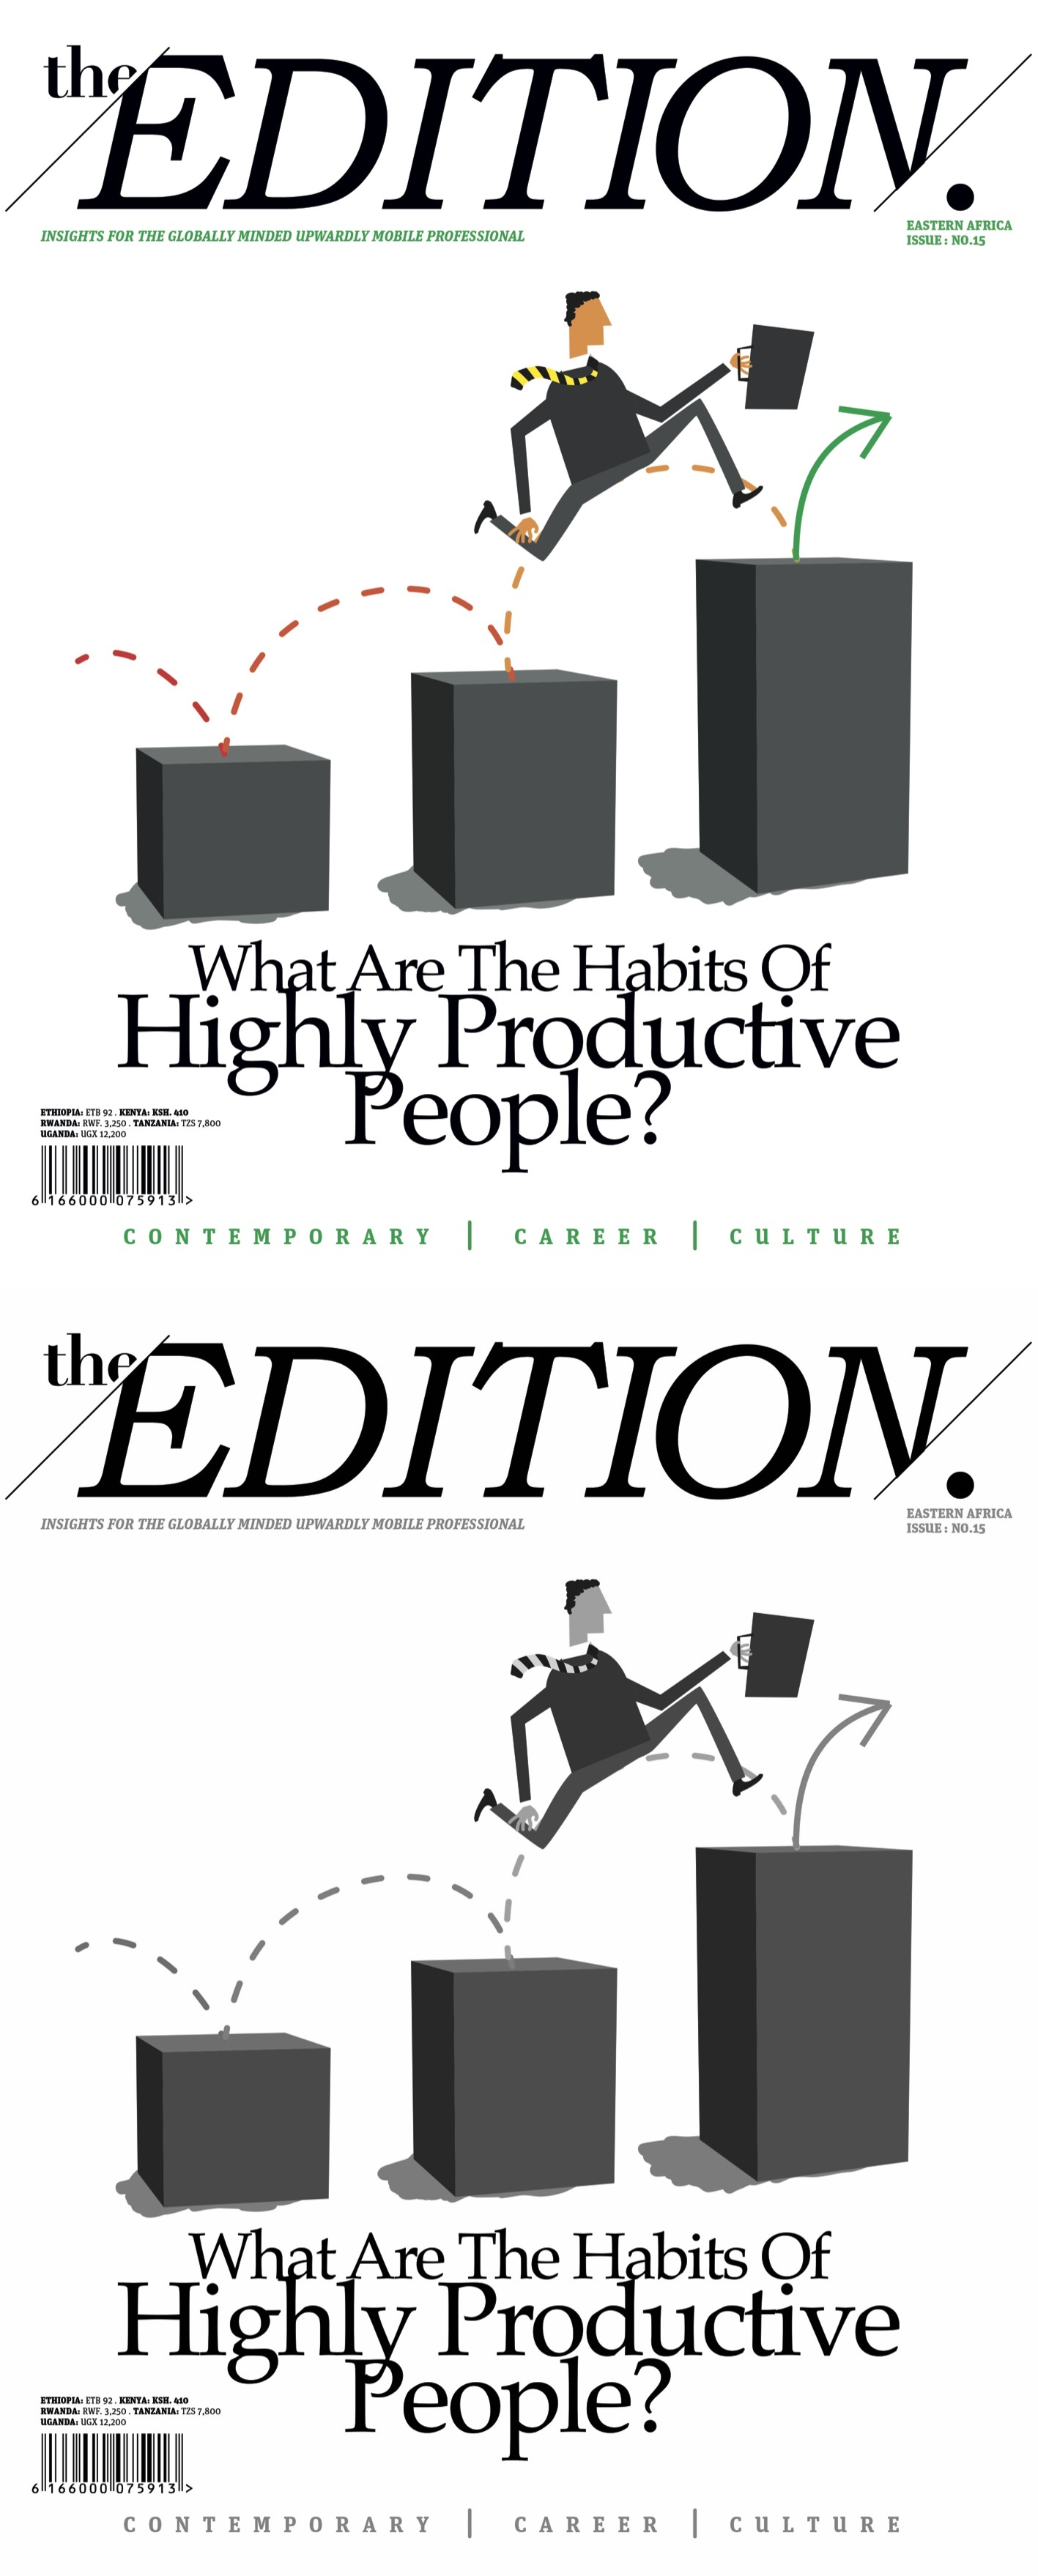 the EDITION.
INSIGHTS FOR THE GLOBALLY MINDED UPWARDLY MOBILE PROFESSIONAL
EASTERN AFRICA
ISSUE: NO.15
What Are The Habits Of
Highly Productive
People?
ETHIOPIA: ETB 92 . KENYA: KSH. 410
RWANDA: RWF. 3,250 . TANZANIA: TZS 7,800
UGANDA: UGX 12,200
6 166000 075913 >
CONTEMPORARY | CAREER | CULTURE
the EDITION.
INSIGHTS FOR THE GLOBALLY MINDED UPWARDLY MOBILE PROFESSIONAL
EASTERN AFRICA
ISSUE: NO.15
What Are The Habits Of
Highly Productive
People?
ETHIOPIA: ETB 92 . KENYA: KSH. 410
RWANDA: RWF. 3,250 . TANZANIA: TZS 7,800
UGANDA: UGX 12,200
6 166000 075913 >
CONTEMPORARY | CAREER | CULTURE